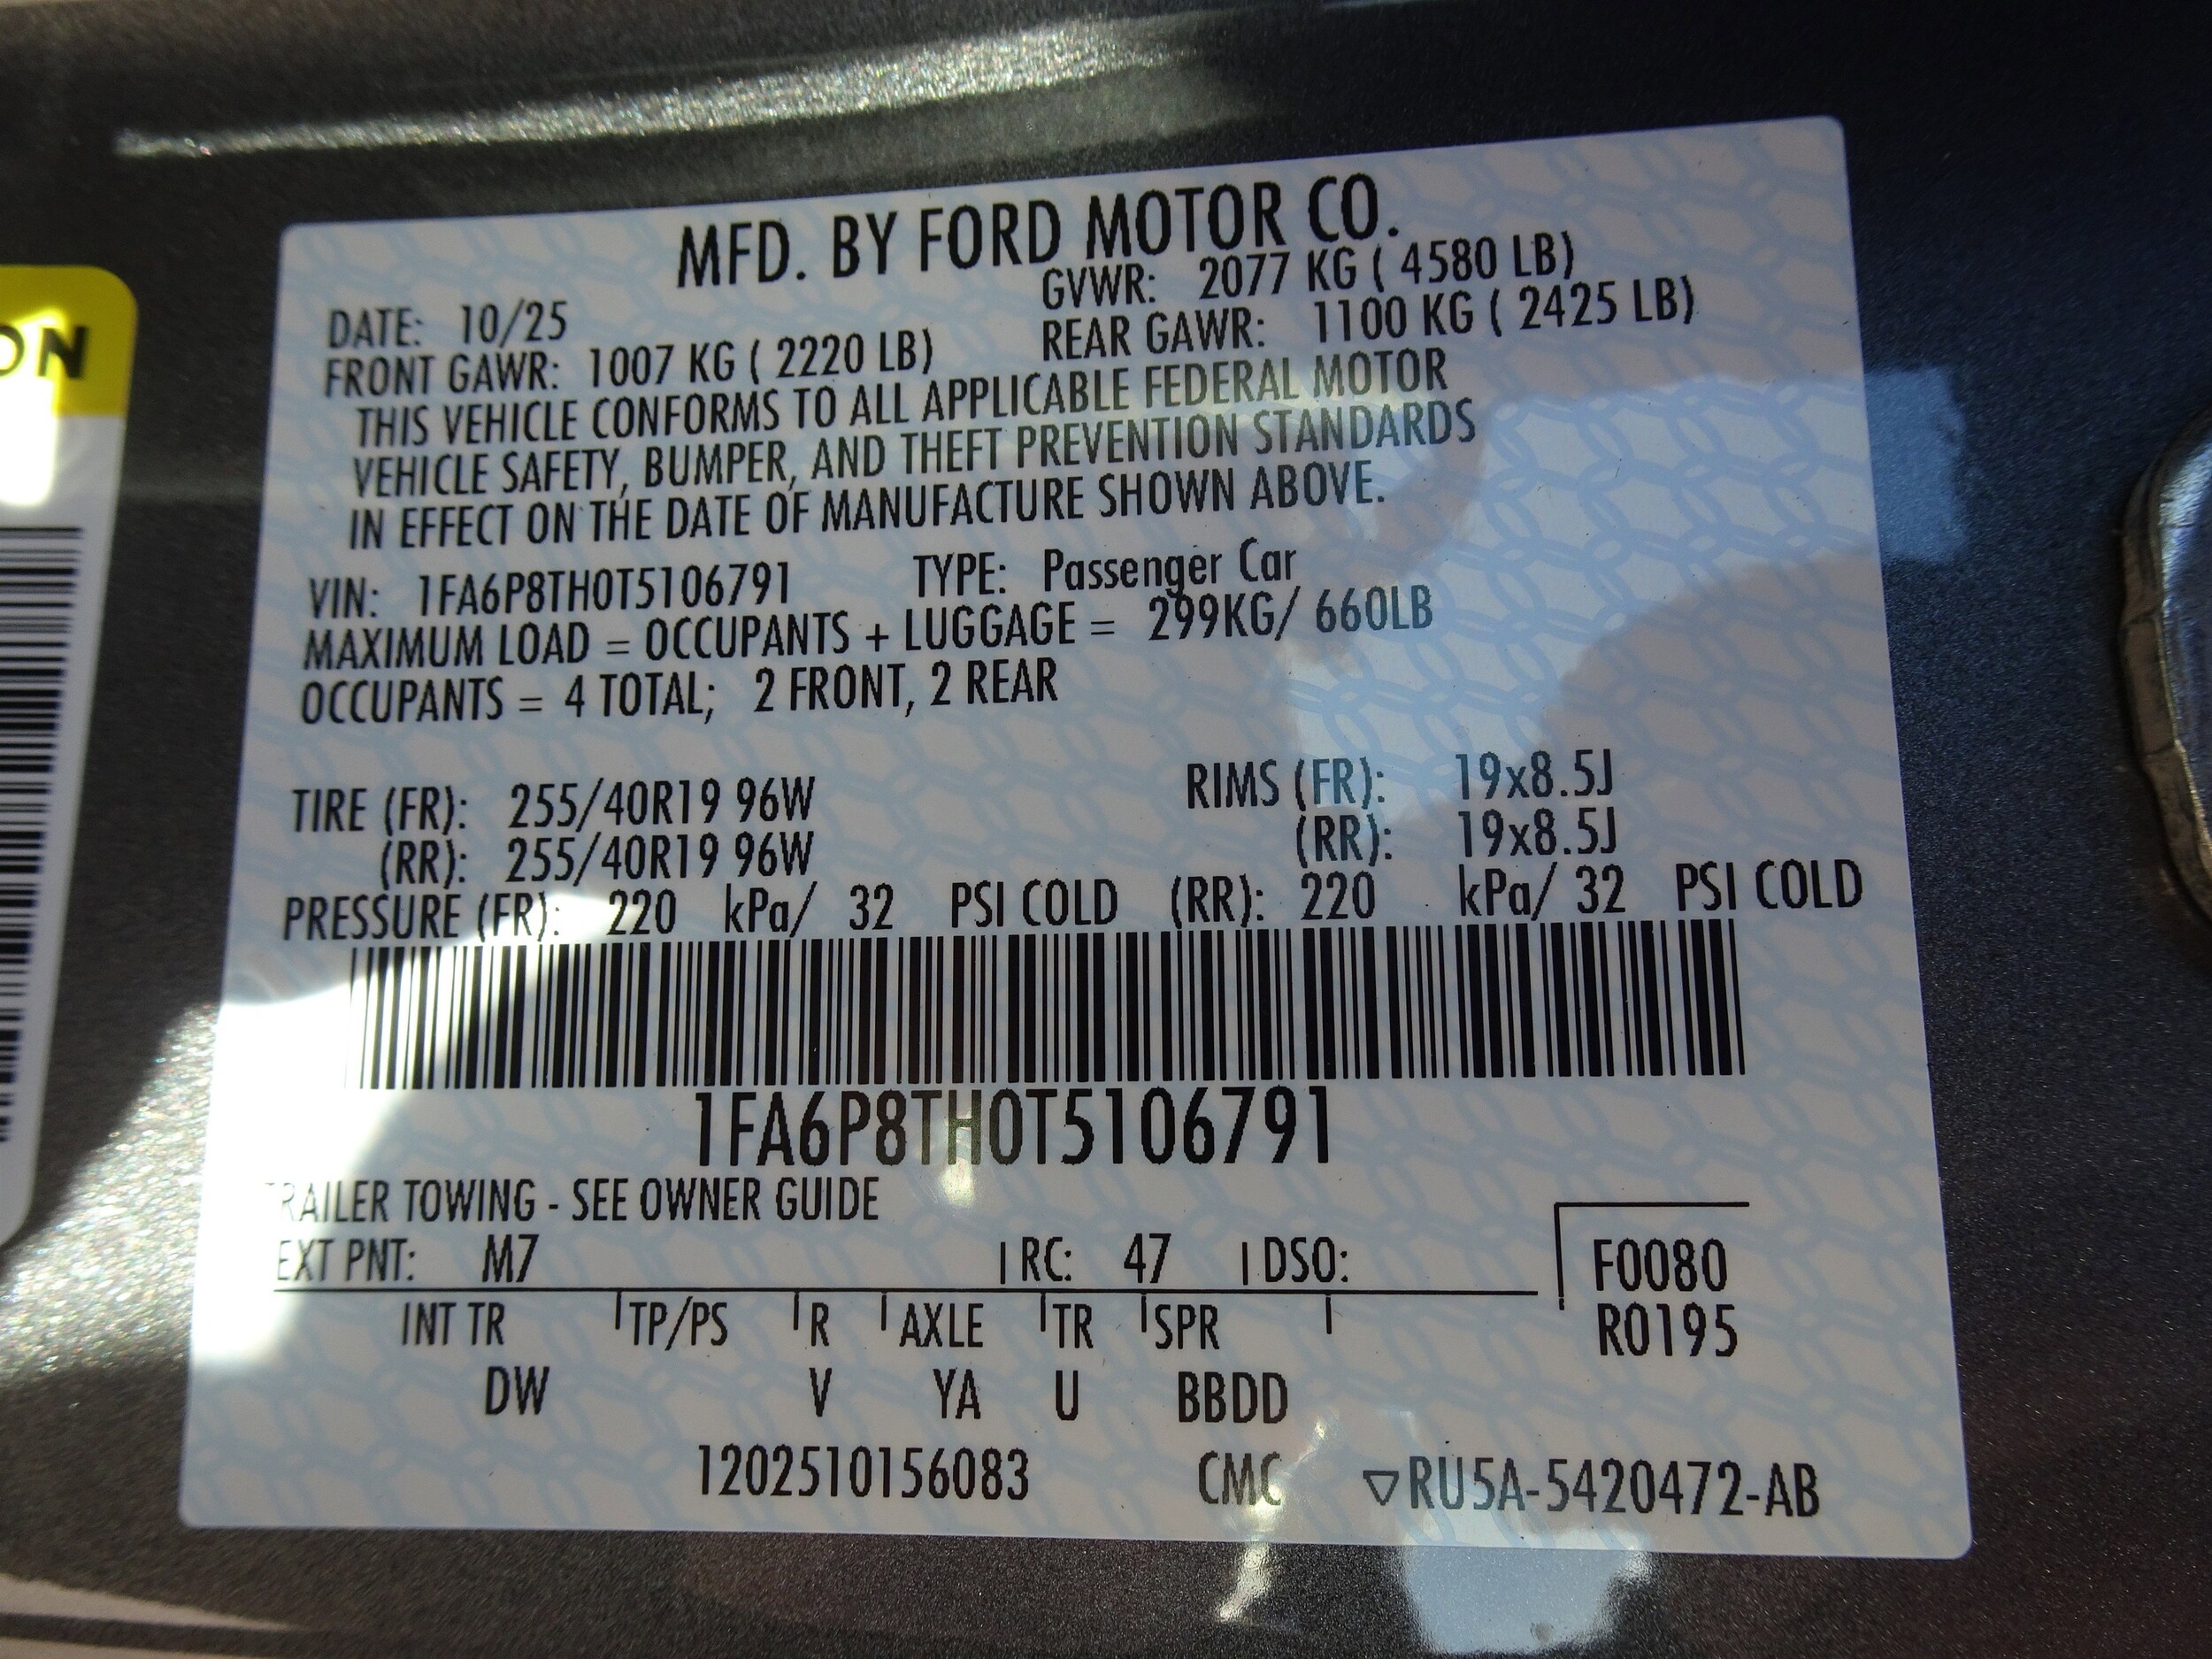 ON
MFD. BY FORD MOTOR CO.
DATE: 10/25 GVWR: 2077 KG ( 4580 LB)
FRONT GAWR: 1007 KG ( 2220 LB) REAR GAWR: 1100 KG ( 2425 LB)
THIS VEHICLE CONFORMS TO ALL APPLICABLE FEDERAL MOTOR
VEHICLE SAFETY, BUMPER, AND THEFT PREVENTION STANDARDS
IN EFFECT ON THE DATE OF MANUFACTURE SHOWN ABOVE.
VIN: 1FA6P8TH0T5106791 TYPE: Passenger Car
MAXIMUM LOAD = OCCUPANTS + LUGGAGE = 299KG/ 660LB
OCCUPANTS = 4 TOTAL; 2 FRONT, 2 REAR
TIRE (FR): 255/40R19 96W RIMS (FR): 19x8.5J
(RR): 255/40R19 96W (RR): 19x8.5J
PRESSURE (FR): 220 kPa/ 32 PSI COLD (RR): 220 kPa/ 32 PSI COLD
1FA6P8TH0T5106791
TRAILER TOWING - SEE OWNER GUIDE
EXT PNT: M7 RC: 47 DSO: F0080
INT TR TP/PS R AXLE TR SPR R0195
DW V YA U BBDD
1202510156083 CMC ▽RU5A-5420472-AB